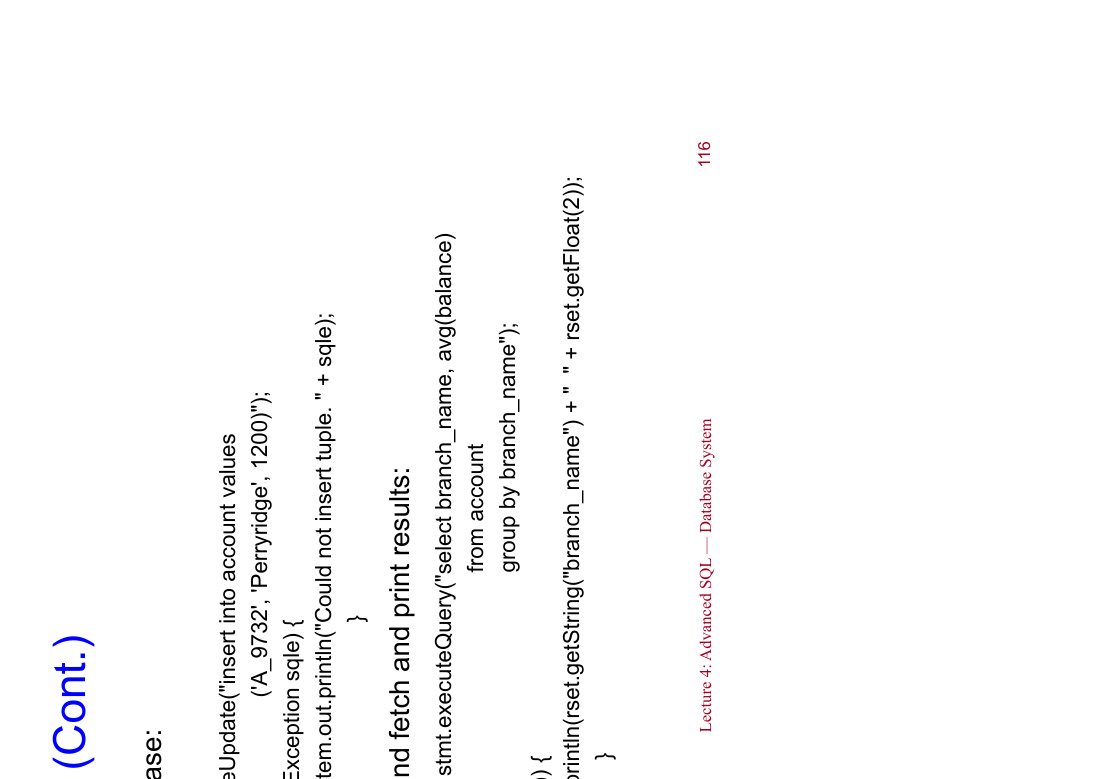 (Cont.)
ase:
eUpdate("insert into account values
('A_9732', 'Perryridge', 1200)");
Exception sqle) {
tem.out.println("Could not insert tuple. " + sqle);
}
nd fetch and print results:
stmt.executeQuery("select branch_name, avg(balance)
from account
group by branch_name");
)) {
println(rset.getString("branch_name") + "  " + rset.getFloat(2));
}
Lecture 4: Advanced SQL — Database System 116